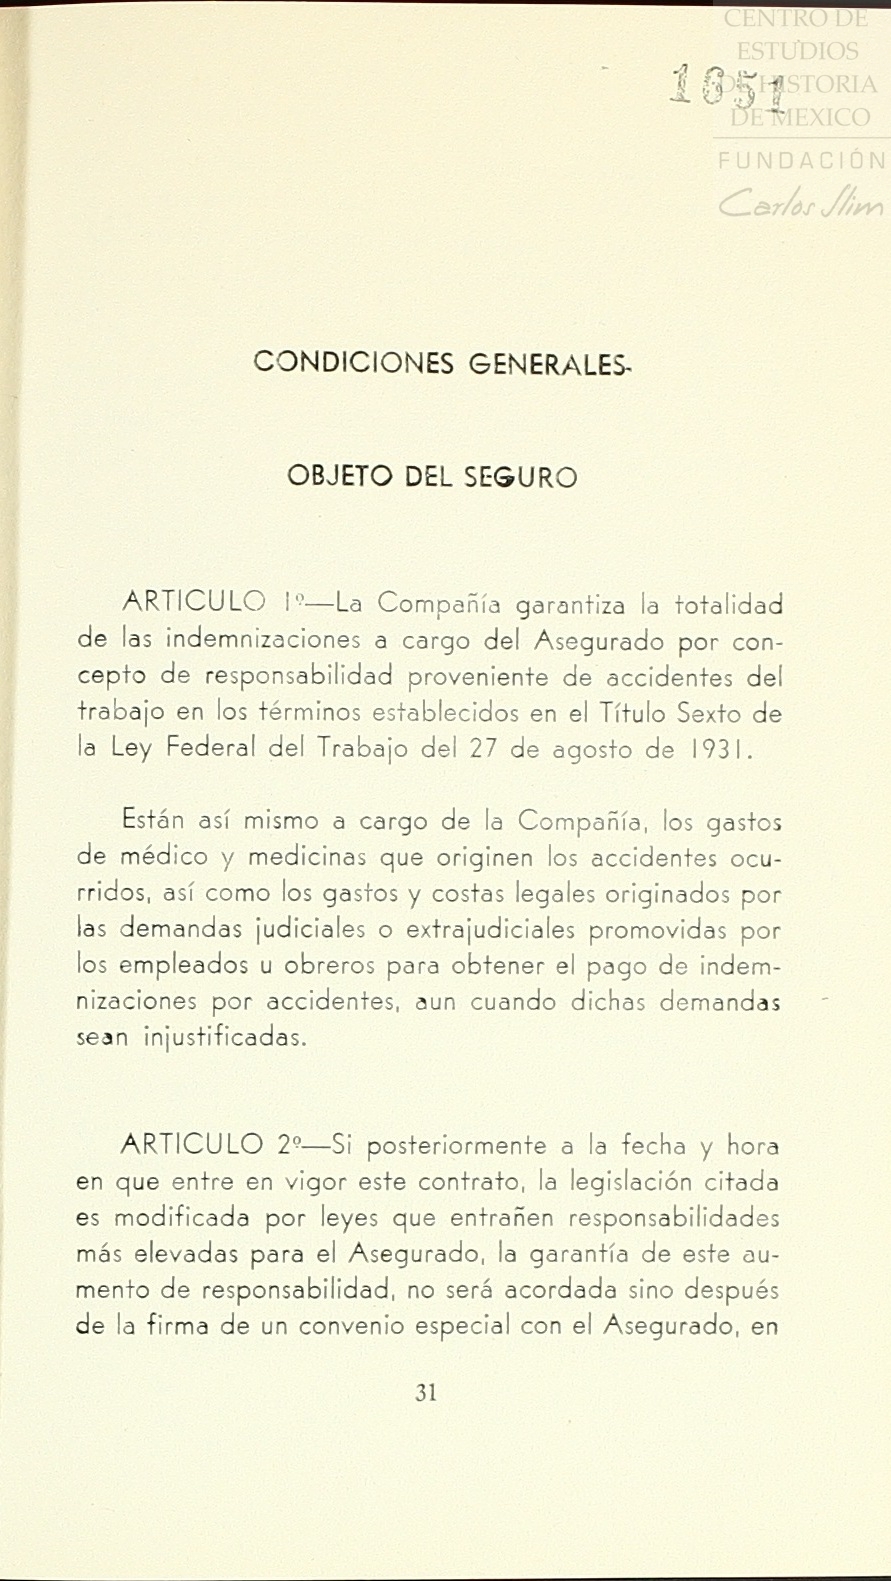 CENTRO DE
ESTUDIOS
DE HISTORIA
DE MEXICO
FUNDACIÓN
Carlos Slim
1651
CONDICIONES GENERALES
OBJETO DEL SEGURO
ARTICULO 1º—La Compañía garantiza la totalidad
de las indemnizaciones a cargo del Asegurado por con-
cepto de responsabilidad proveniente de accidentes del
trabajo en los términos establecidos en el Título Sexto de
la Ley Federal del Trabajo del 27 de agosto de 1931.
Están así mismo a cargo de la Compañía, los gastos
de médico y medicinas que originen los accidentes ocu-
rridos, así como los gastos y costas legales originados por
las demandas judiciales o extrajudiciales promovidas por
los empleados u obreros para obtener el pago de indem-
nizaciones por accidentes, aun cuando dichas demandas
sean injustificadas.
ARTICULO 2º—Si posteriormente a la fecha y hora
en que entre en vigor este contrato, la legislación citada
es modificada por leyes que entrañen responsabilidades
más elevadas para el Asegurado, la garantía de este au-
mento de responsabilidad, no será acordada sino después
de la firma de un convenio especial con el Asegurado, en
31